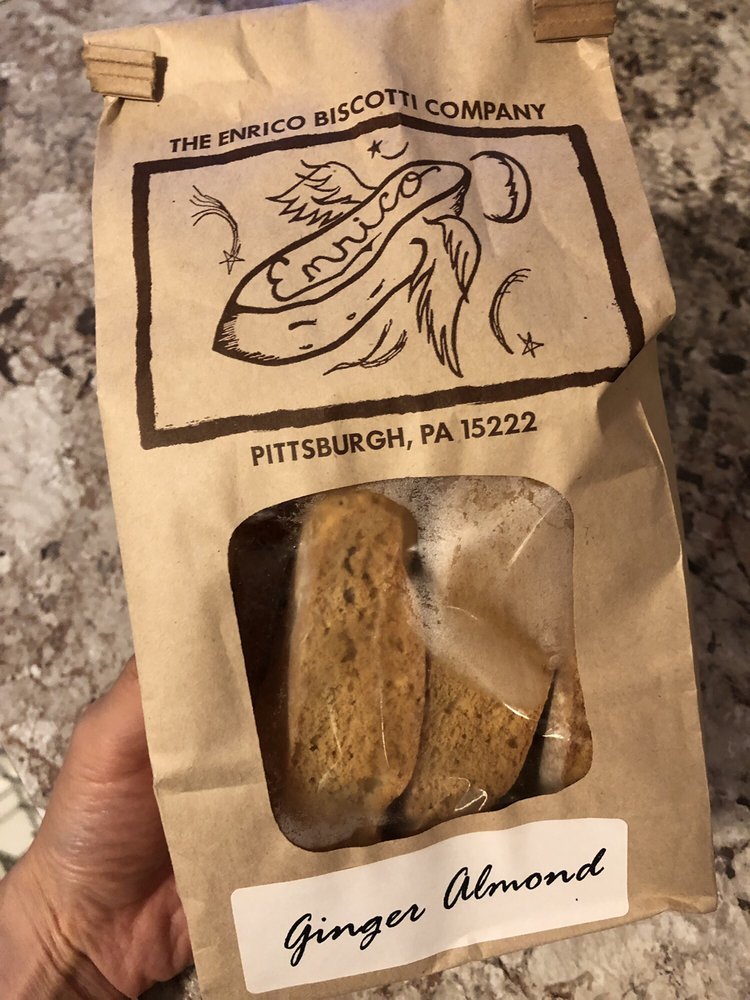 THE ENRICO BISCOTTI COMPANY
Enrico
PITTSBURGH, PA 15222
Ginger Almond